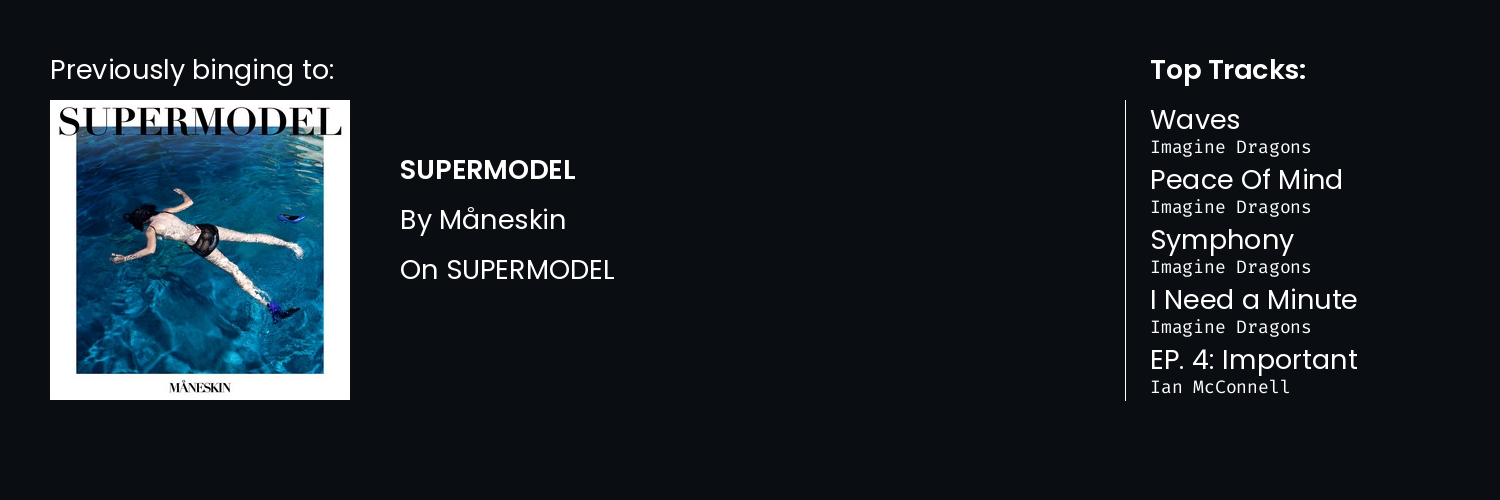 Previously binging to:
SUPERMODEL
MÅNESKIN
SUPERMODEL
By Måneskin
On SUPERMODEL
Top Tracks:
Waves
Imagine Dragons
Peace Of Mind
Imagine Dragons
Symphony
Imagine Dragons
I Need a Minute
Imagine Dragons
EP. 4: Important
Ian McConnell